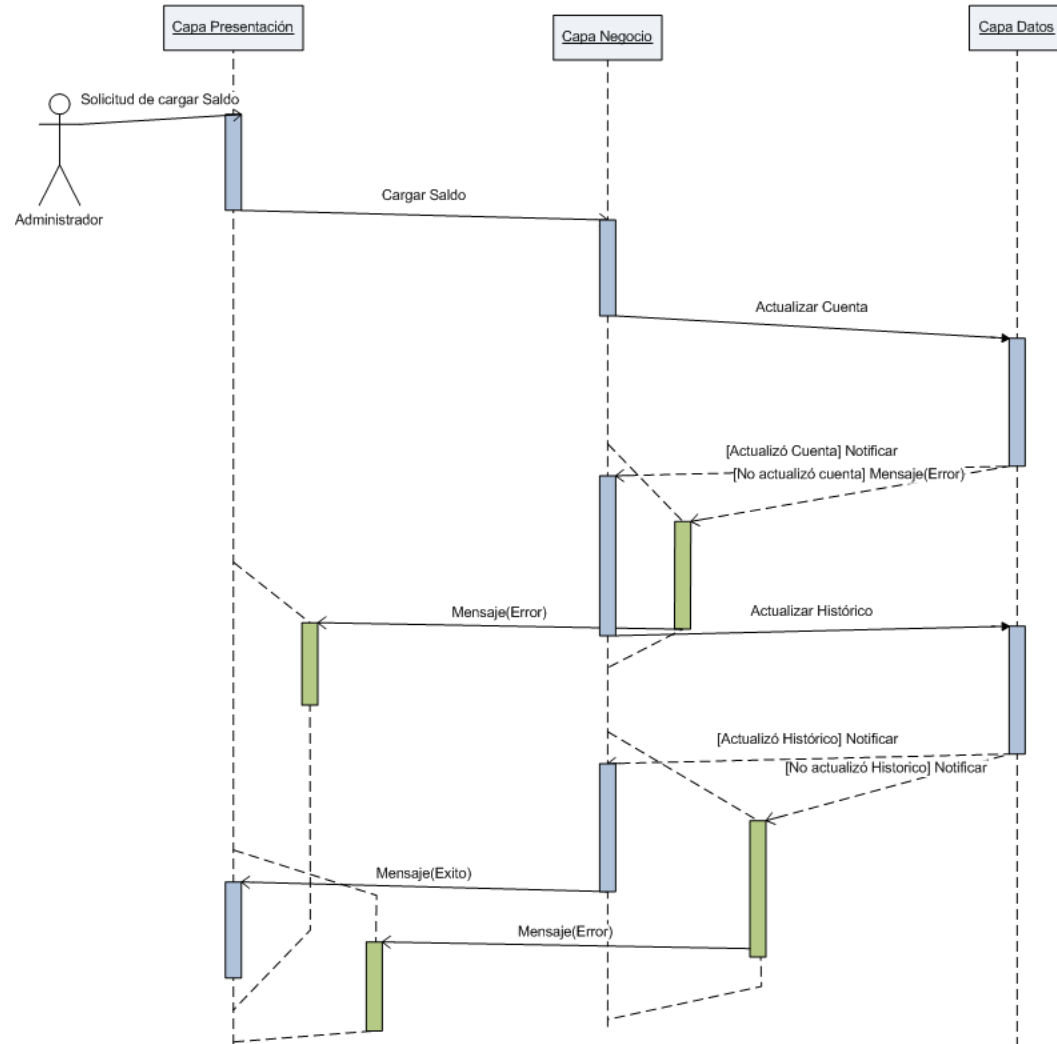 Capa Presentación
Capa Negocio
Capa Datos
Solicitud de cargar Saldo
Administrador
Cargar Saldo
Actualizar Cuenta
[Actualizó Cuenta] Notificar
[No actualizó cuenta] Mensaje(Error)
Mensaje(Error)
Actualizar Histórico
[Actualizó Histórico] Notificar
[No actualizó Historico] Notificar
Mensaje(Exito)
Mensaje(Error)